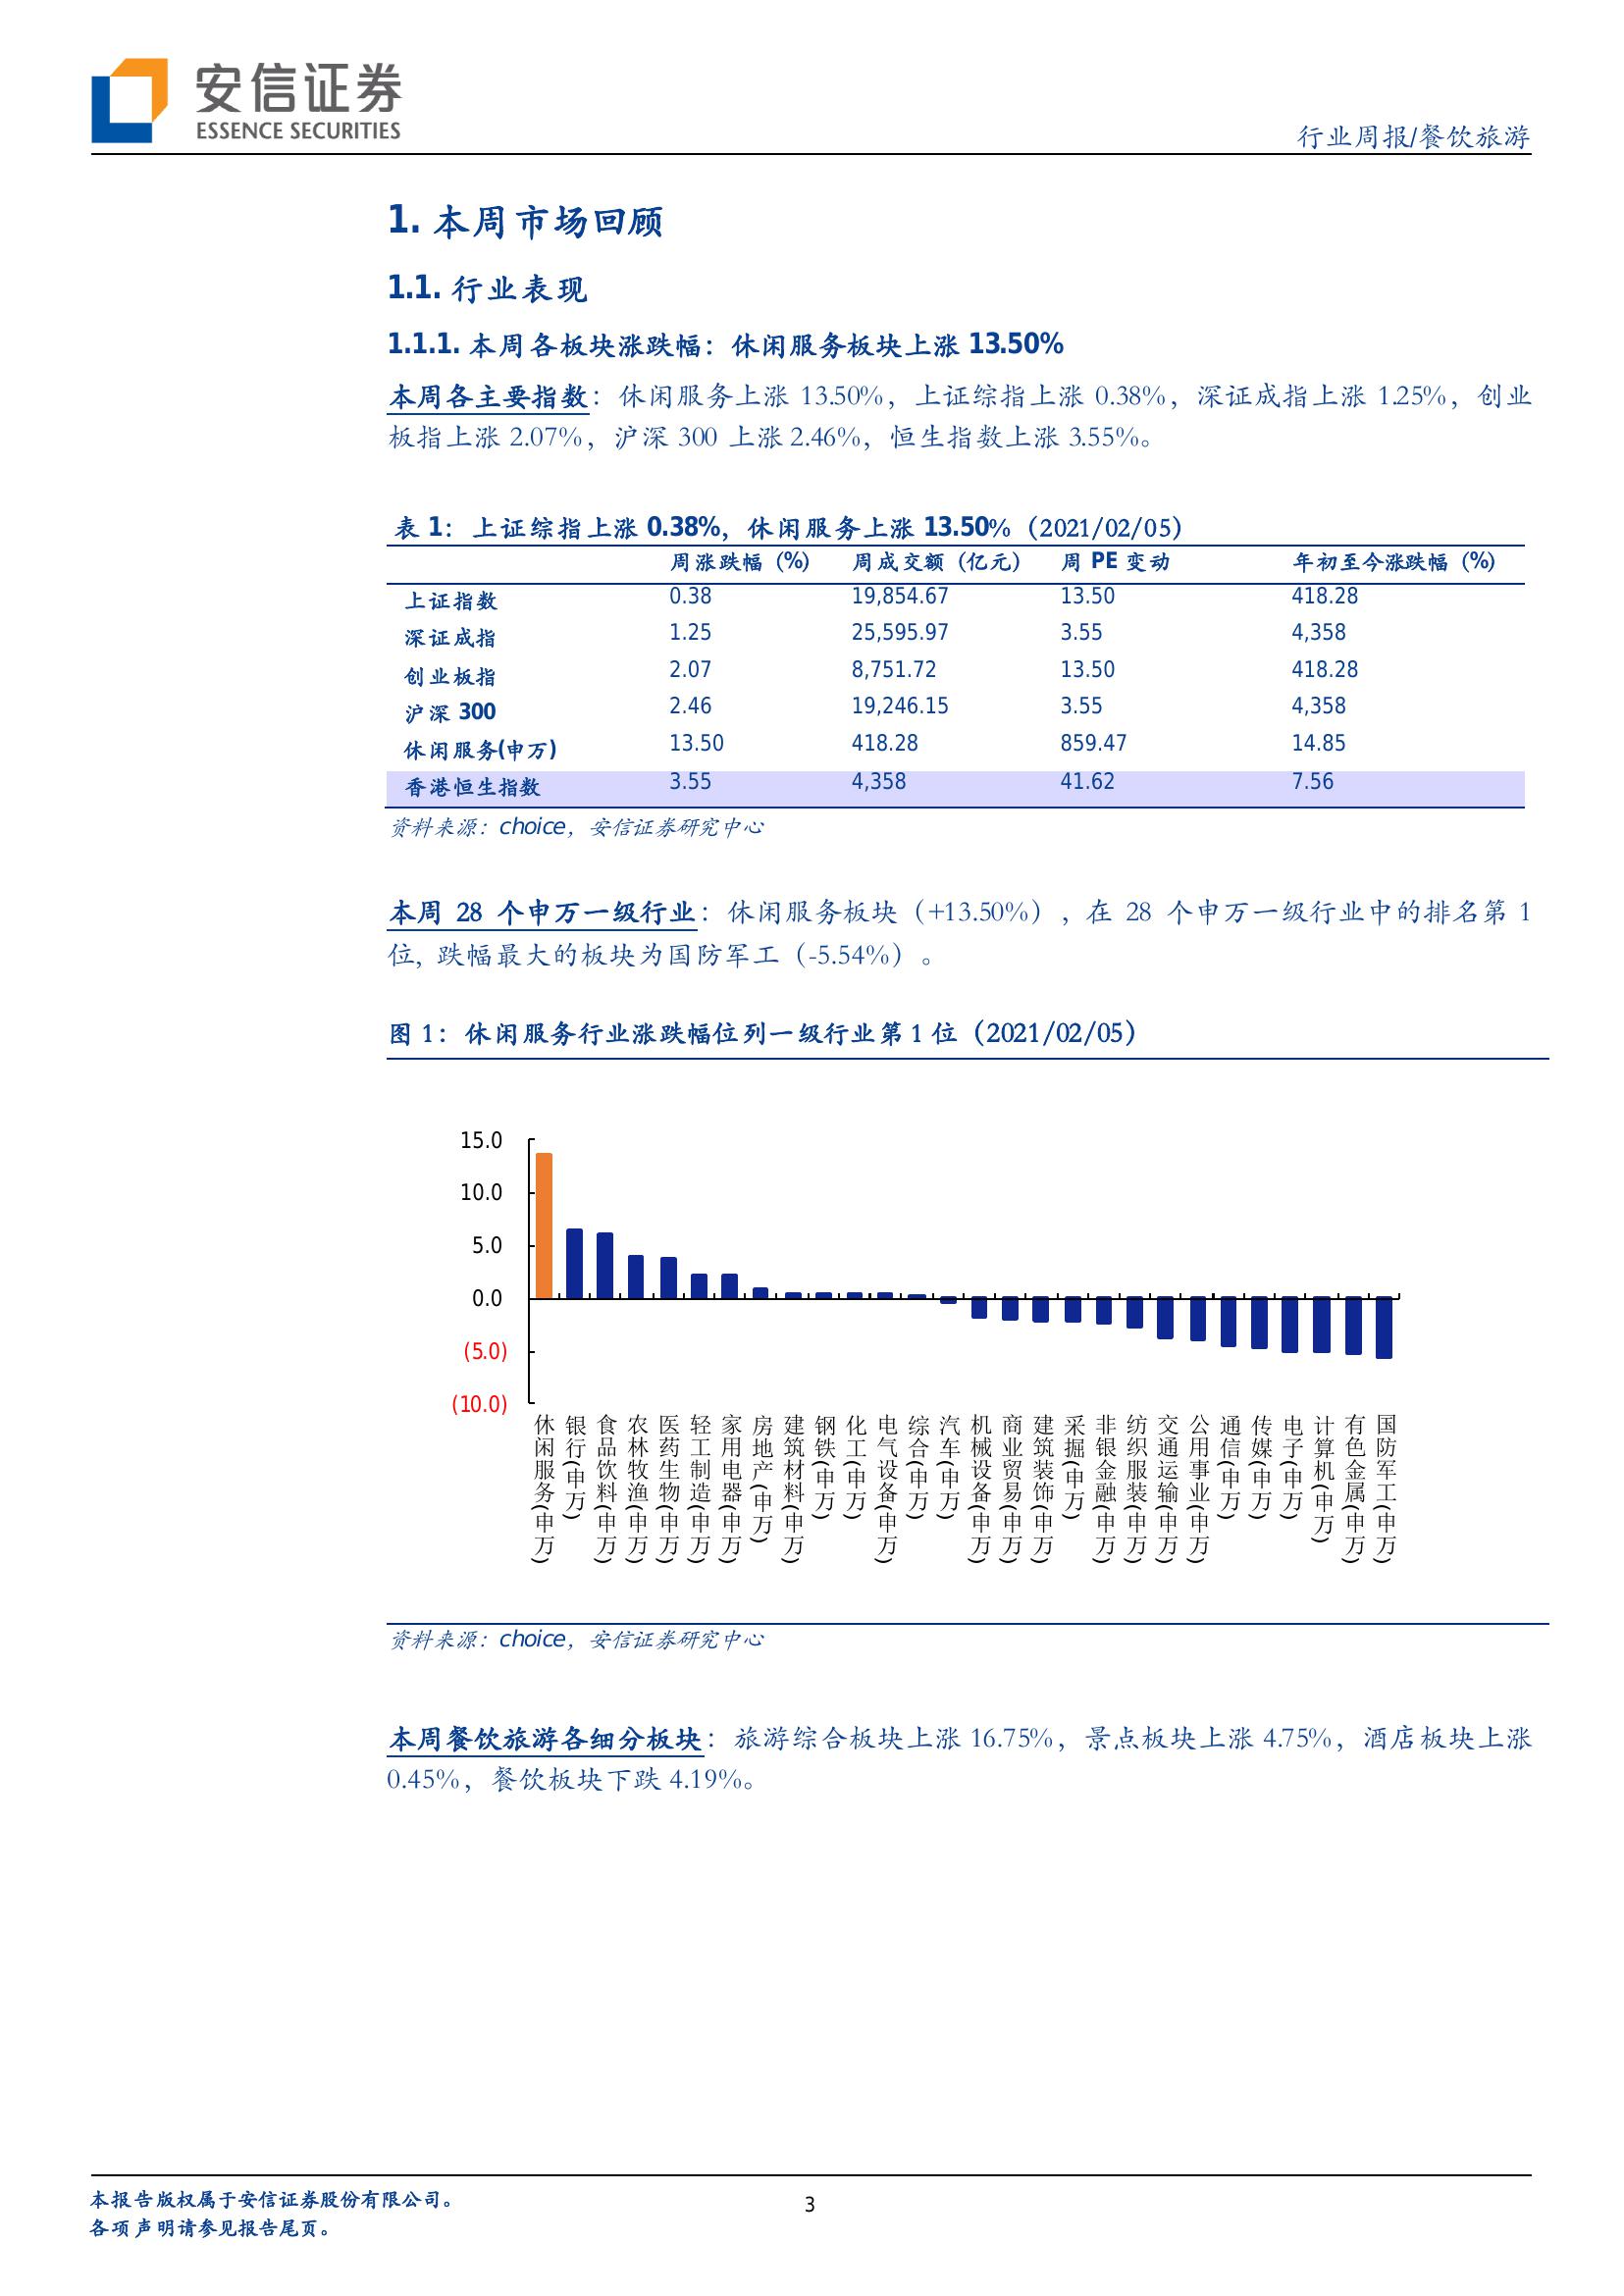 安信证券
ESSENCE SECURITIES
行业周报/餐饮旅游
1. 本周市场回顾
1.1. 行业表现
1.1.1. 本周各板块涨跌幅：休闲服务板块上涨 13.50%
本周各主要指数：休闲服务上涨 13.50%，上证综指上涨 0.38%，深证成指上涨 1.25%，创业
板指上涨 2.07%，沪深 300 上涨 2.46%，恒生指数上涨 3.55%。
表 1：上证综指上涨 0.38%，休闲服务上涨 13.50%（2021/02/05）
周涨跌幅（%） 周成交额（亿元） 周 PE 变动 年初至今涨跌幅（%）
上证指数 0.38 19,854.67 13.50 418.28
深证成指 1.25 25,595.97 3.55 4,358
创业板指 2.07 8,751.72 13.50 418.28
沪深 300 2.46 19,246.15 3.55 4,358
休闲服务(申万) 13.50 418.28 859.47 14.85
香港恒生指数 3.55 4,358 41.62 7.56
资料来源：choice，安信证券研究中心
本周 28 个申万一级行业：休闲服务板块（+13.50%）, 在 28 个申万一级行业中的排名第 1
位, 跌幅最大的板块为国防军工（-5.54%）。
图 1：休闲服务行业涨跌幅位列一级行业第 1 位（2021/02/05）
15.0
10.0
5.0
0.0
(5.0)
(10.0)
休闲服务(申万)
银行(申万)
食品饮料(申万)
农林牧渔(申万)
医药生物(申万)
轻工制造(申万)
家用电器(申万)
房地产(申万)
建筑材料(申万)
钢铁(申万)
化工(申万)
电气设备(申万)
综合(申万)
汽车(申万)
机械设备(申万)
商业贸易(申万)
建筑装饰(申万)
采掘(申万)
非银金融(申万)
纺织服装(申万)
交通运输(申万)
公用事业(申万)
通信(申万)
传媒(申万)
电子(申万)
计算机(申万)
有色金属(申万)
国防军工(申万)
资料来源：choice，安信证券研究中心
本周餐饮旅游各细分板块：旅游综合板块上涨 16.75%，景点板块上涨 4.75%，酒店板块上涨
0.45%，餐饮板块下跌 4.19%。
本报告版权属于安信证券股份有限公司。
各项声明请参见报告尾页。
3